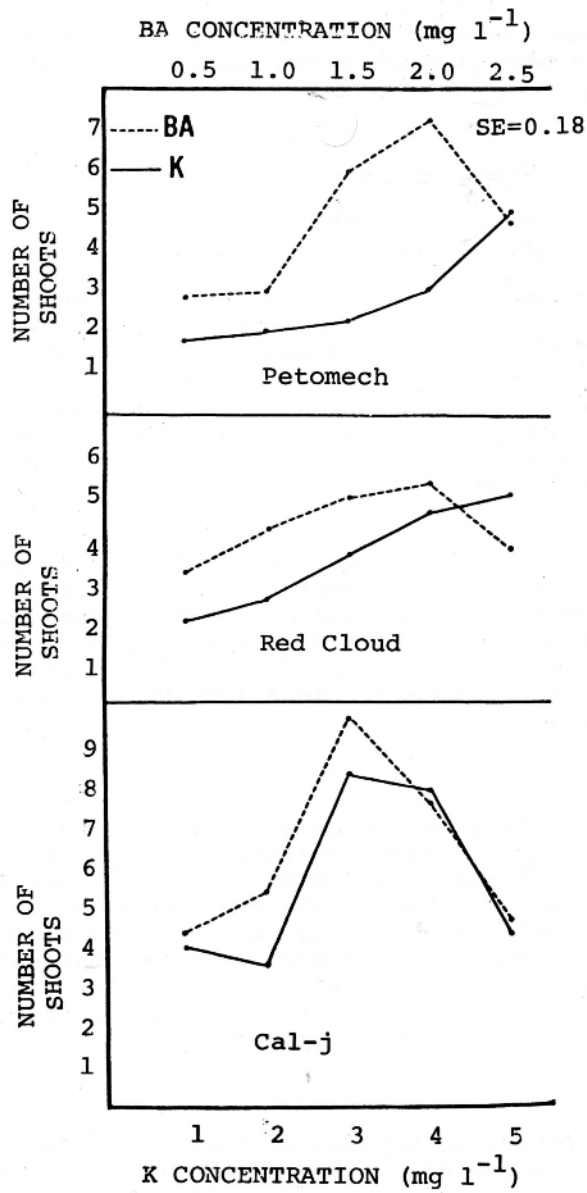 BA CONCENTRATION (mg l⁻¹)
0.5 1.0 1.5 2.0 2.5
BA
K
SE=0.18
7
6
5
4
3
2
1
NUMBER OF
SHOOTS
Petomech
6
5
4
3
2
1
NUMBER OF
SHOOTS
Red Cloud
9
8
7
6
5
4
3
2
1
NUMBER OF
SHOOTS
Cal-j
1 2 3 4 5
K CONCENTRATION (mg l⁻¹)